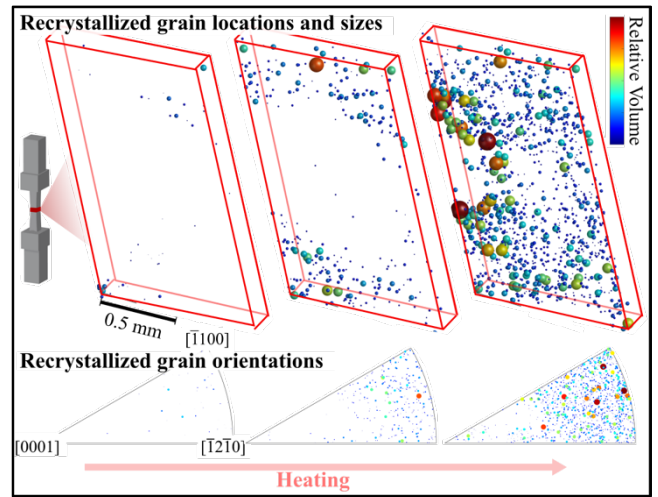 Recrystallized grain locations and sizes
Relative Volume
0.5 mm
[1̅100]
Recrystallized grain orientations
[0001]
[1̅21̅0]
Heating